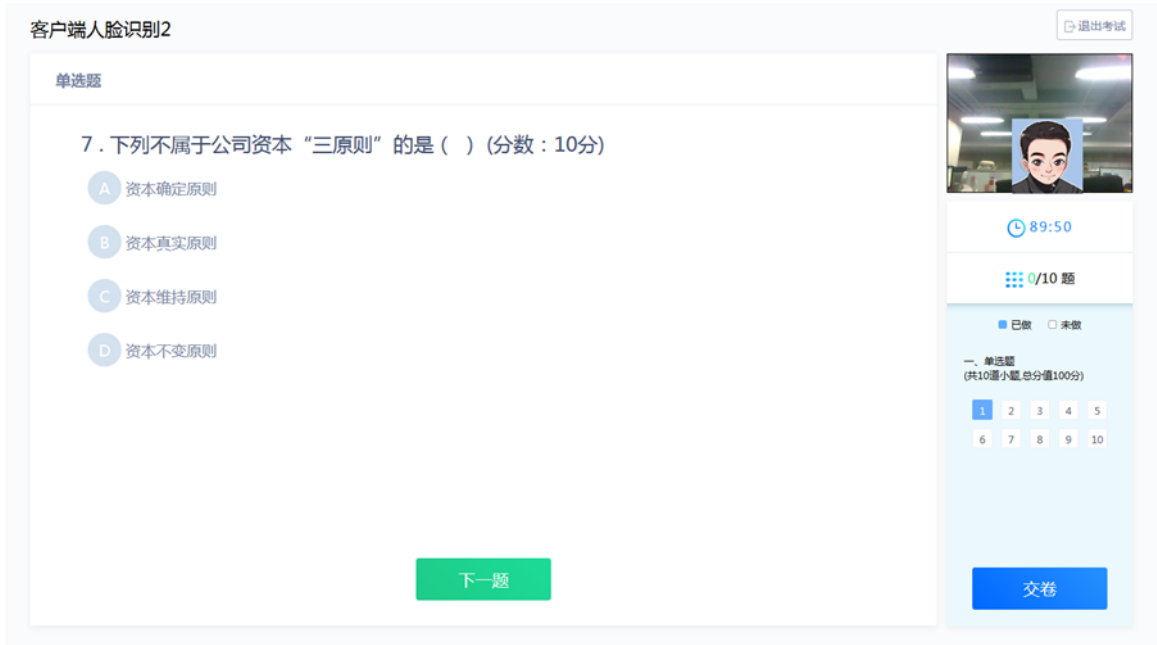 客户端人脸识别2
退出考试
单选题
7 . 下列不属于公司资本“三原则”的是 (   ) (分数：10分)
A 资本确定原则
B 资本真实原则
C 资本维持原则
D 资本不变原则
下一题
89:50
0/10 题
已做 未做
一、单选题
(共10道小题,总分值100分)
1 2 3 4 5
6 7 8 9 10
交卷